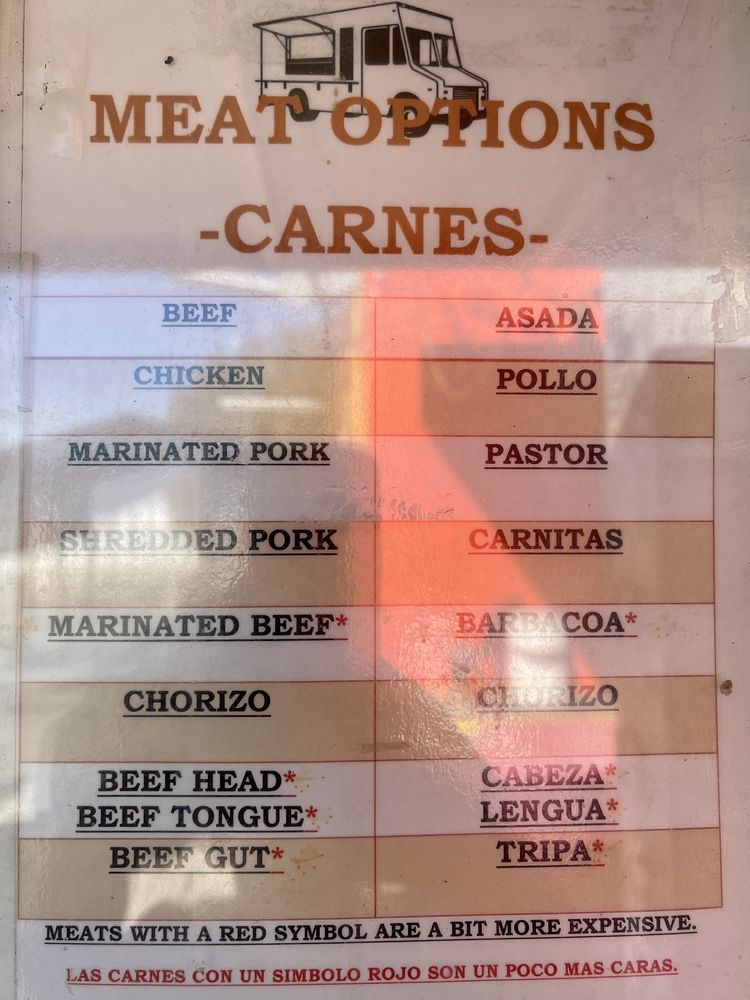 MEAT OPTIONS
-CARNES-
BEEF ASADA
CHICKEN POLLO
MARINATED PORK PASTOR
SHREDDED PORK CARNITAS
MARINATED BEEF* BARBACOA*
CHORIZO CHORIZO
BEEF HEAD* CABEZA*
BEEF TONGUE* LENGUA*
BEEF GUT* TRIPA*
MEATS WITH A RED SYMBOL ARE A BIT MORE EXPENSIVE.
LAS CARNES CON UN SIMBOLO ROJO SON UN POCO MAS CARAS.